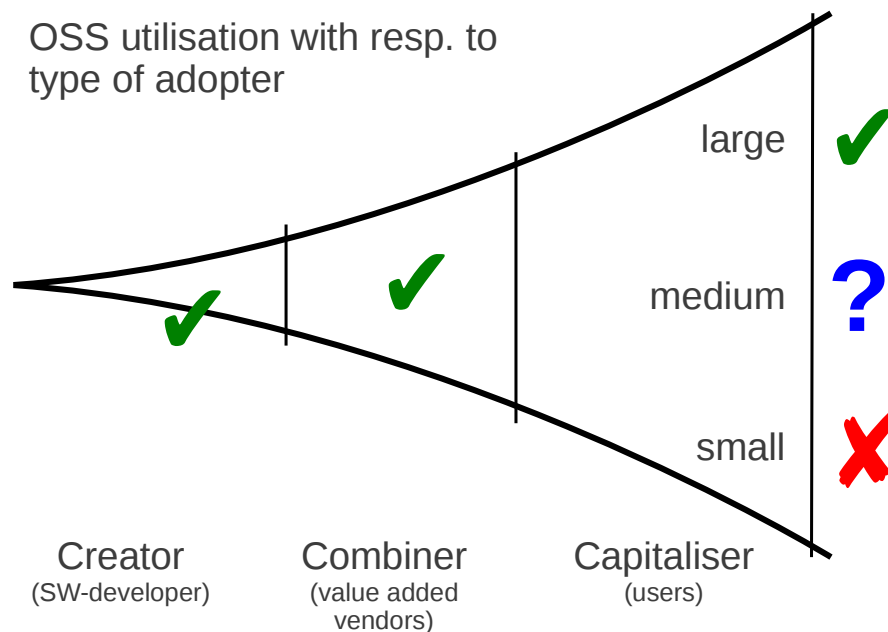 OSS utilisation with resp. to
type of adopter
large
✔
✔
✔
medium
?
small
✘
Creator
(SW-developer)
Combiner
(value added
vendors)
Capitaliser
(users)